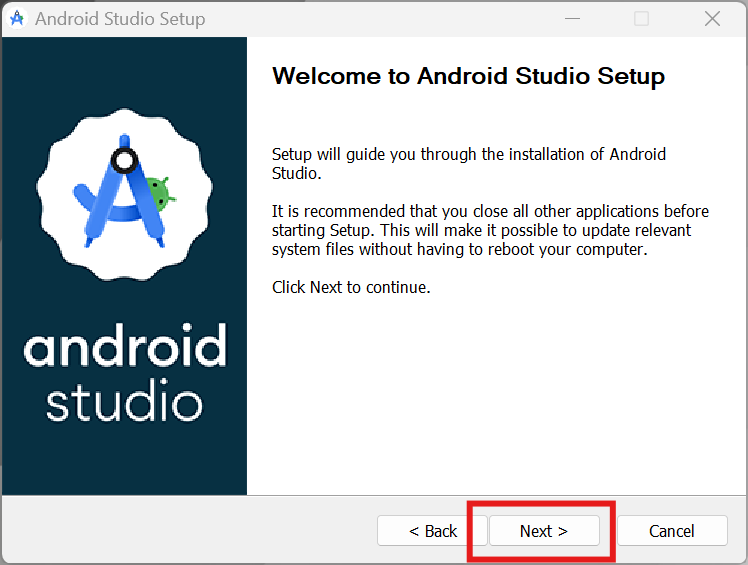 Android Studio Setup
Welcome to Android Studio Setup
Setup will guide you through the installation of Android
Studio.
It is recommended that you close all other applications before
starting Setup. This will make it possible to update relevant
system files without having to reboot your computer.
Click Next to continue.
android
studio
< Back
Next >
Cancel